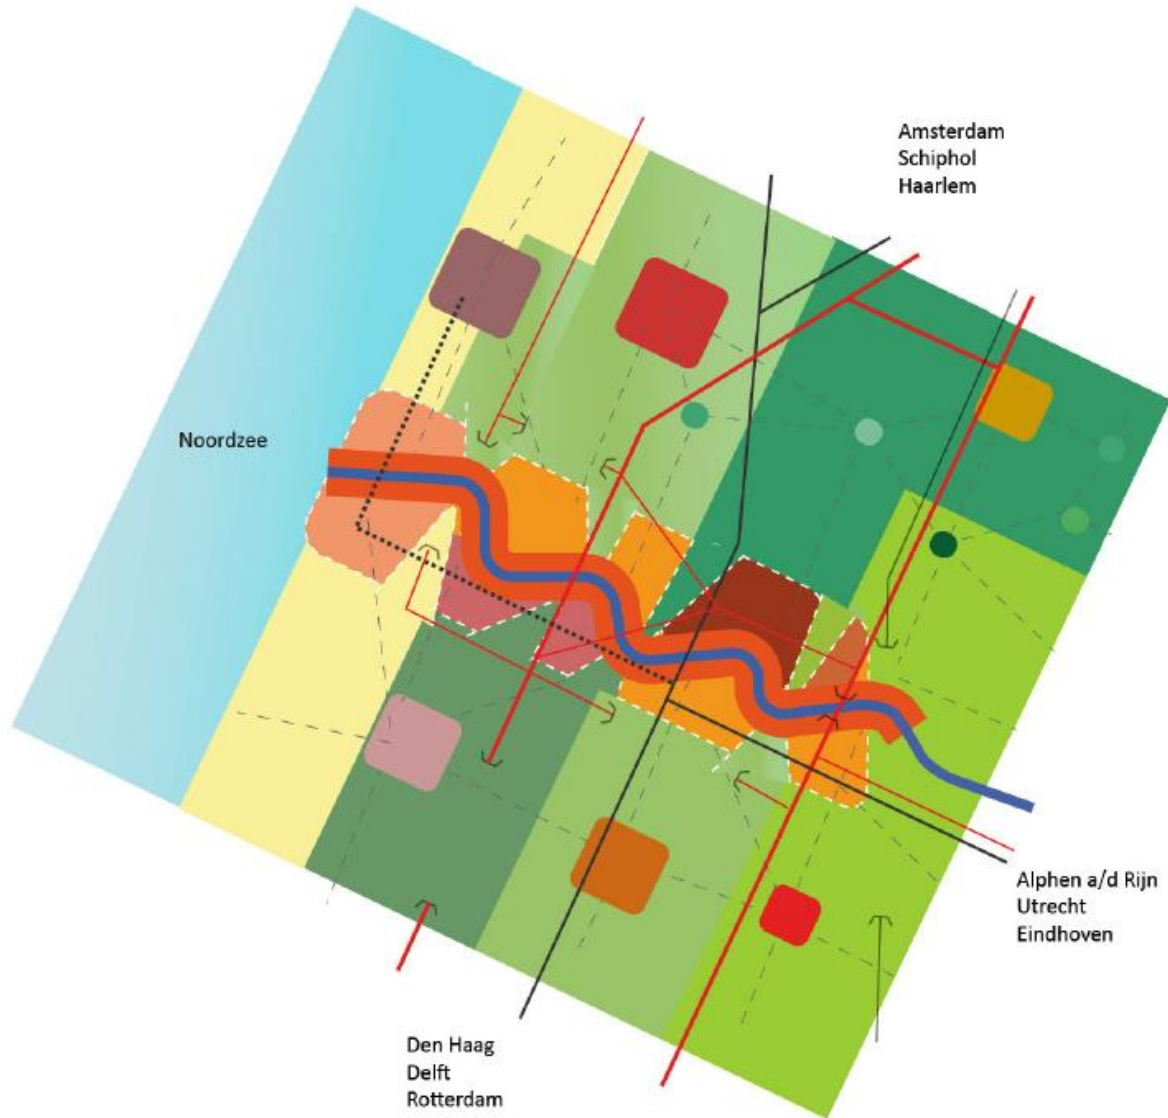 Amsterdam
Schiphol
Haarlem
Noordzee
Alphen a/d Rijn
Utrecht
Eindhoven
Den Haag
Delft
Rotterdam